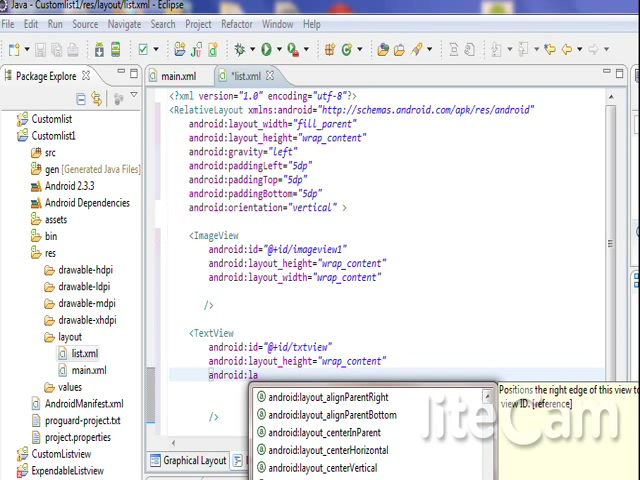 Java - Customlist1/res/layout/list.xml - Eclipse
File Edit Run Source Navigate Search Project Refactor Window Help
Package Explorer
main.xml
*list.xml
Customlist
Customlist1
src
gen [Generated Java Files]
Android 2.3.3
Android Dependencies
assets
bin
res
drawable-hdpi
drawable-ldpi
drawable-mdpi
drawable-xhdpi
layout
list.xml
main.xml
values
AndroidManifest.xml
proguard-project.txt
project.properties
CustomListview
ExpendableListview
<?xml version="1.0" encoding="utf-8"?>
<RelativeLayout xmlns:android="http://schemas.android.com/apk/res/android"
android:layout_width="fill_parent"
android:layout_height="wrap_content"
android:gravity="left"
android:paddingLeft="5dp"
android:paddingTop="5dp"
android:paddingBottom="5dp"
android:orientation="vertical" >
<ImageView
android:id="@+id/imageview1"
android:layout_height="wrap_content"
android:layout_width="wrap_content"
/>
<TextView
android:id="@+id/txtview"
android:layout_height="wrap_content"
android:la
/>
android:layout_alignParentRight
android:layout_alignParentBottom
android:layout_centerInParent
android:layout_centerHorizontal
android:layout_centerVertical
Positions the right edge of this view to
view ID. [reference]
Graphical Layout
liteCam